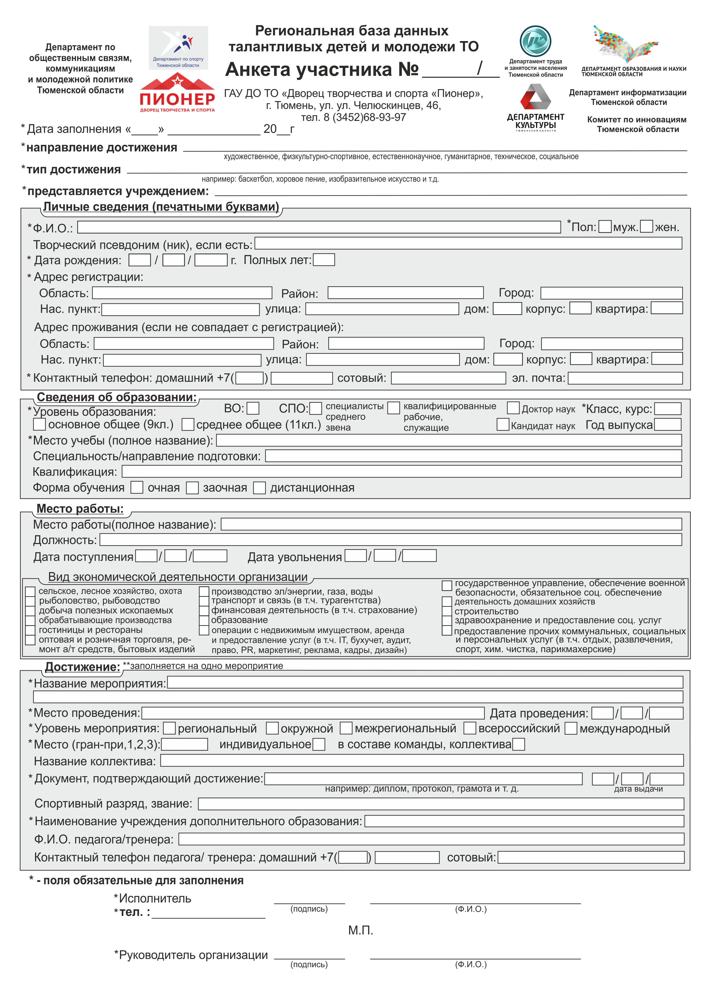 Департамент по
общественным связям,
коммуникациям
и молодежной политике
Тюменской области
Департамент по спорту
Тюменской области
ПИОНЕР
ДВОРЕЦ ТВОРЧЕСТВА И СПОРТА
Региональная база данных
талантливых детей и молодежи ТО
Анкета участника № _______/__
ГАУ ДО ТО «Дворец творчества и спорта «Пионер»,
г. Тюмень, ул. ул. Челюскинцев, 46,
тел. 8 (3452)68-93-97
Департамент труда
и занятости населения
Тюменской области
ДЕПАРТАМЕНТ ОБРАЗОВАНИЯ И НАУКИ
ТЮМЕНСКОЙ ОБЛАСТИ
ДЕПАРТАМЕНТ
КУЛЬТУРЫ
ТЮМЕНСКОЙ ОБЛАСТИ
Департамент информатизации
Тюменской области
Комитет по инновациям
Тюменской области
* Дата заполнения «____» ______________ 20__г
*направление достижения
художественное, физкультурно-спортивное, естественнонаучное, гуманитарное, техническое, социальное
*тип достижения
например: баскетбол, хоровое пение, изобразительное искусство и т.д.
*представляется учреждением:
Личные сведения (печатными буквами)
*Ф.И.О.: *Пол: муж. жен.
Творческий псевдоним (ник), если есть:
* Дата рождения: / / г. Полных лет:
* Адрес регистрации:
Область: Район: Город:
Нас. пункт: улица: дом: корпус: квартира:
Адрес проживания (если не совпадает с регистрацией):
Область: Район: Город:
Нас. пункт: улица: дом: корпус: квартира:
* Контактный телефон: домашний +7( ) сотовый: эл. почта:
Сведения об образовании:
*Уровень образования: ВО: СПО: специалисты среднего звена квалифицированные рабочие, служащие Доктор наук *Класс, курс:
основное общее (9кл.) среднее общее (11кл.) Кандидат наук Год выпуска
*Место учебы (полное название):
Специальность/направление подготовки:
Квалификация:
Форма обучения очная заочная дистанционная
Место работы:
Место работы(полное название):
Должность:
Дата поступления / / Дата увольнения / /
Вид экономической деятельности организации
сельское, лесное хозяйство, охота
рыболовство, рыбоводство
добыча полезных ископаемых
обрабатывающие производства
гостиницы и рестораны
оптовая и розничная торговля, ре-
монт а/т средств, бытовых изделий
производство эл/энергии, газа, воды
транспорт и связь (в т.ч. турагентства)
финансовая деятельность (в т.ч. страхование)
образование
операции с недвижимым имуществом, аренда
и предоставление услуг (в т.ч. IT, бухучет, аудит,
право, PR, маркетинг, реклама, кадры, дизайн)
государственное управление, обеспечение военной
безопасности, обязательное соц. обеспечение
деятельность домашних хозяйств
строительство
здравоохранение и предоставление соц. услуг
предоставление прочих коммунальных, социальных
и персональных услуг (в т.ч. отдых, развлечения,
спорт, хим. чистка, парикмахерские)
Достижение: **заполняется на одно мероприятие
*Название мероприятия:
*Место проведения: Дата проведения: / /
*Уровень мероприятия: региональный окружной межрегиональный всероссийский международный
*Место (гран-при,1,2,3): индивидуальное в составе команды, коллектива
Название коллектива:
*Документ, подтверждающий достижение: / /
например: диплом, протокол, грамота и т. д. дата выдачи
Спортивный разряд, звание:
*Наименование учреждения дополнительного образования:
Ф.И.О. педагога/тренера:
Контактный телефон педагога/ тренера: домашний +7( ) сотовый:
* - поля обязательные для заполнения
*Исполнитель
(подпись) (Ф.И.О.)
*тел. :
М.П.
*Руководитель организации
(подпись) (Ф.И.О.)